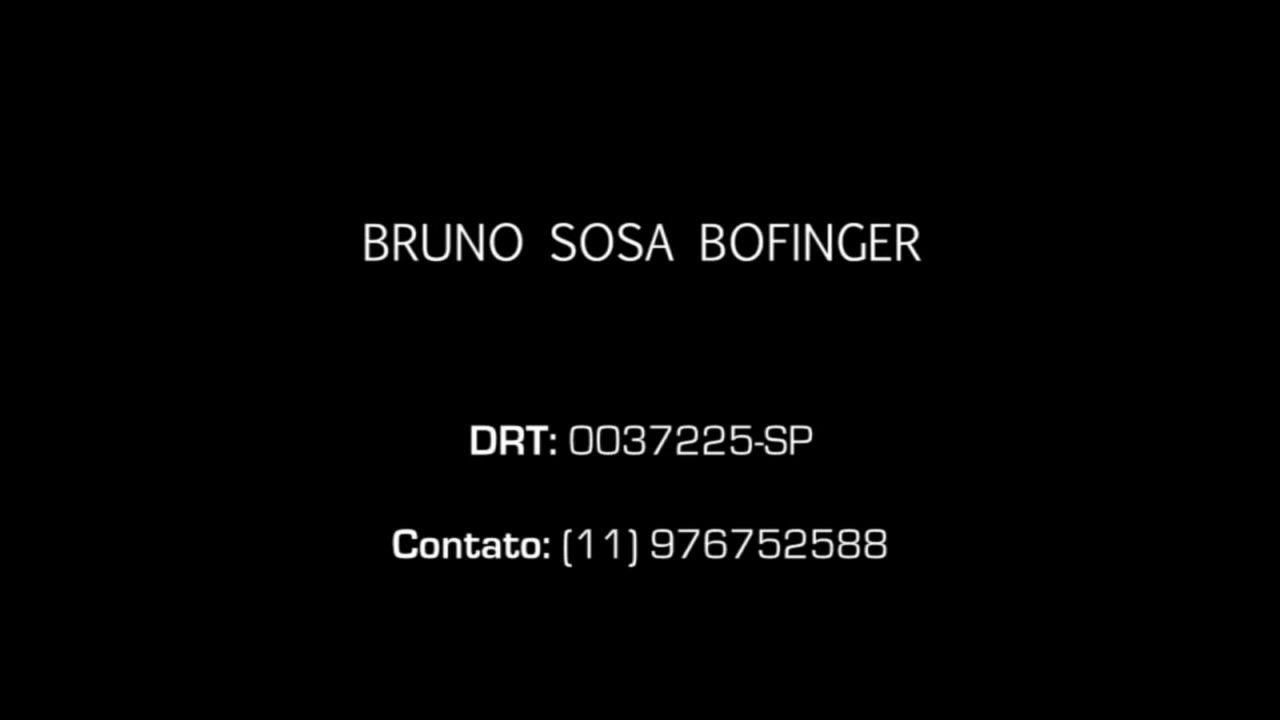 BRUNO SOSA BOFINGER
DRT: 0037225-SP
Contato: (11) 976752588